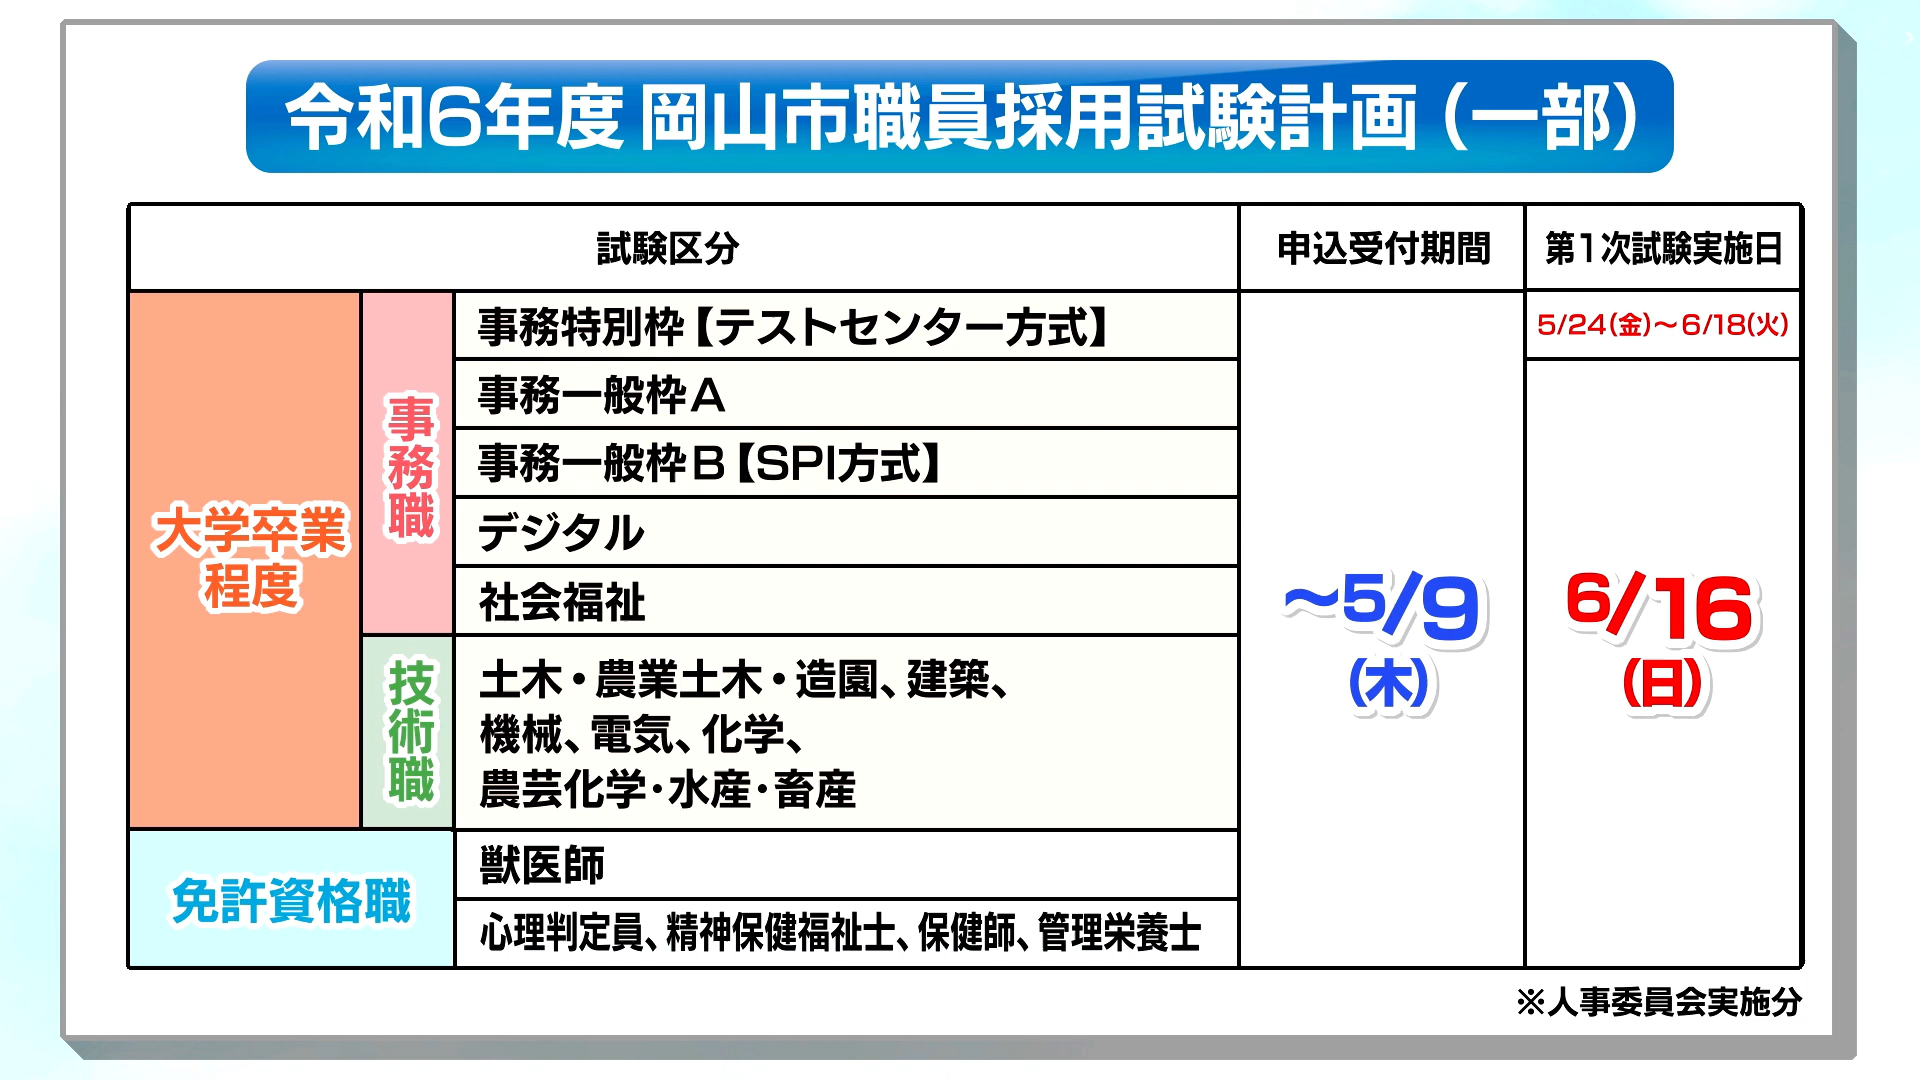 令和6年度 岡山市職員採用試験計画（一部）
試験区分
申込受付期間
第1次試験実施日
大学卒業
程度
事務職
事務特別枠【テストセンター方式】
5/24(金)～6/18(火)
事務一般枠A
事務一般枠B【SPI方式】
デジタル
社会福祉
技術職
土木・農業土木・造園、建築、
機械、電気、化学、
農芸化学・水産・畜産
～5/9
(木)
6/16
(日)
免許資格職
獣医師
心理判定員、精神保健福祉士、保健師、管理栄養士
※人事委員会実施分